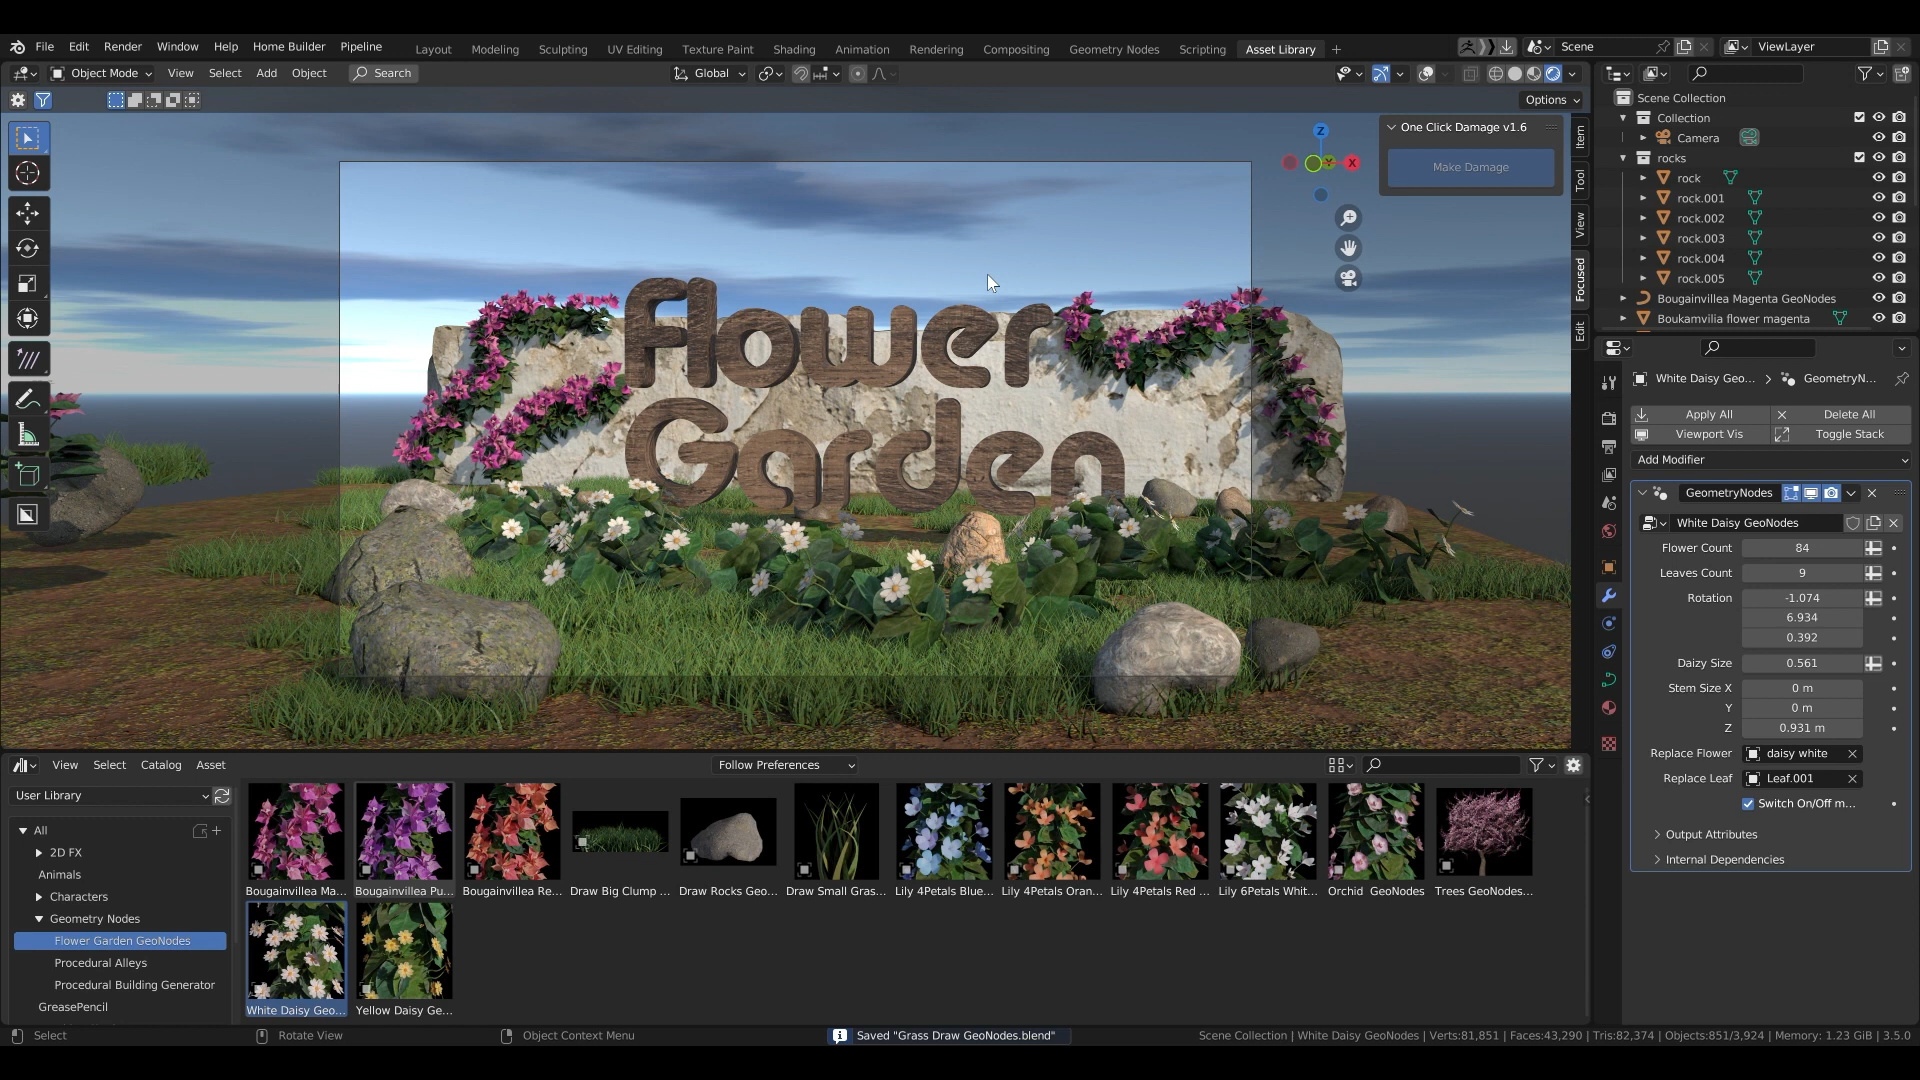 File Edit Render Window Help Home Builder Pipeline
Layout Modeling Sculpting UV Editing Texture Paint Shading Animation Rendering Compositing Geometry Nodes Scripting Asset Library
Scene
ViewLayer
Object Mode View Select Add Object Search
Global
Options
One Click Damage v1.6
Make Damage
Item
Tool
View
Focused
Edit
Z
Y
X
flower
Garden
Scene Collection
Collection
Camera
rocks
rock
rock.001
rock.002
rock.003
rock.004
rock.005
Bougainvillea Magenta GeoNodes
Boukamvilia flower magenta
White Daisy Geo... GeometryN...
Apply All Delete All
Viewport Vis Toggle Stack
Add Modifier
GeometryNodes
White Daisy GeoNodes
Flower Count 84
Leaves Count 9
Rotation -1.074
6.934
0.392
Daizy Size 0.561
Stem Size X 0 m
Y 0 m
Z 0.931 m
Replace Flower daisy white
Replace Leaf Leaf.001
Switch On/Off m...
Output Attributes
Internal Dependencies
View Select Catalog Asset
Follow Preferences
User Library
All
2D FX
Animals
Characters
Geometry Nodes
Flower Garden GeoNodes
Procedural Alleys
Procedural Building Generator
GreasePencil
Bougainvillea Ma... Bougainvillea Pu... Bougainvillea Re... Draw Big Clump ... Draw Rocks Geo... Draw Small Gras... Lily 4Petals Blue... Lily 4Petals Oran... Lily 4Petals Red ... Lily 6Petals Whit... Orchid GeoNodes Trees GeoNodes...
White Daisy Geo... Yellow Daisy Ge...
Select Rotate View Object Context Menu
Saved "Grass Draw GeoNodes.blend"
Scene Collection | White Daisy GeoNodes | Verts:81,851 | Faces:43,290 | Tris:82,374 | Objects:851/3,924 | Memory: 1.23 GiB | 3.5.0